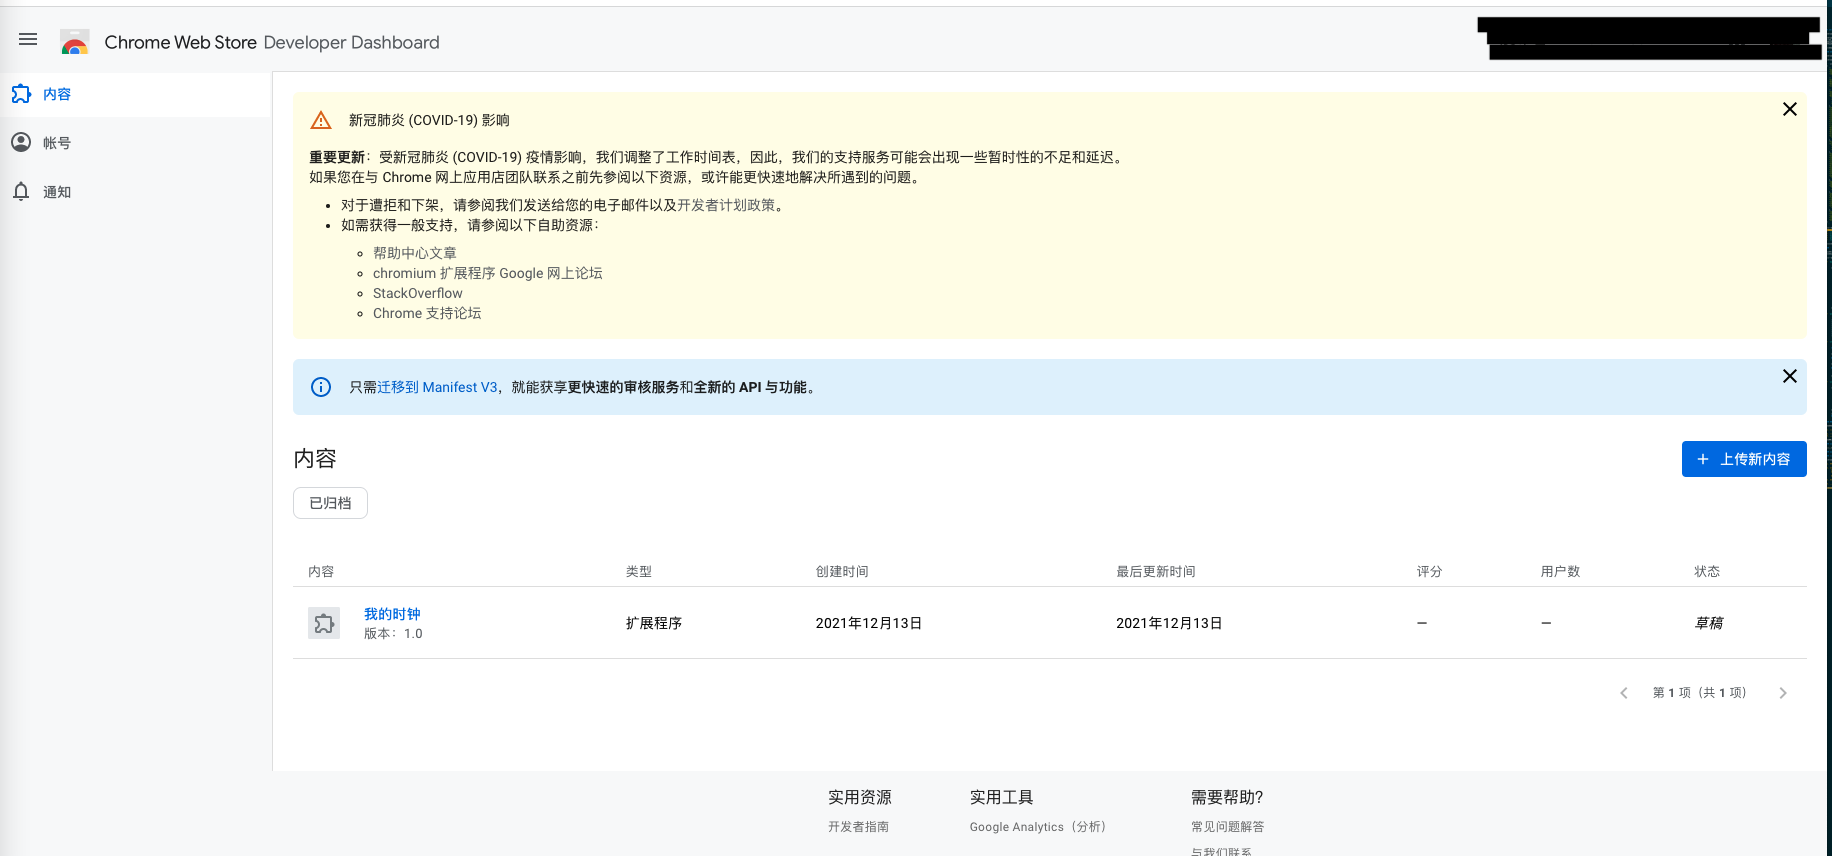 Chrome Web Store Developer Dashboard
内容
帐号
通知
新冠肺炎 (COVID-19) 影响
重要更新：受新冠肺炎 (COVID-19) 疫情影响，我们调整了工作时间表，因此，我们的支持服务可能会出现一些暂时性的不足和延迟。
如果您在与 Chrome 网上应用店团队联系之前先参阅以下资源，或许能更快速地解决所遇到的问题。
对于遭拒和下架，请参阅我们发送给您的电子邮件以及开发者计划政策。
如需获得一般支持，请参阅以下自助资源：
帮助中心文章
chromium 扩展程序 Google 网上论坛
StackOverflow
Chrome 支持论坛
只需迁移到 Manifest V3，就能获享更快速的审核服务和全新的 API 与功能。
内容
上传新内容
已归档
内容 类型 创建时间 最后更新时间 评分 用户数 状态
我的时钟
版本：1.0
扩展程序 2021年12月13日 2021年12月13日 – – 草稿
第 1 项（共 1 项）
实用资源 实用工具 需要帮助?
开发者指南 Google Analytics（分析） 常见问题解答
与我们联系